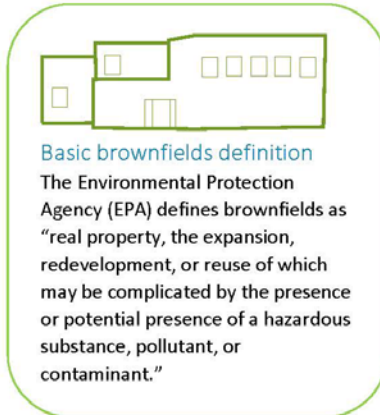 Basic brownfields definition
The Environmental Protection
Agency (EPA) defines brownfields as
“real property, the expansion,
redevelopment, or reuse of which
may be complicated by the presence
or potential presence of a hazardous
substance, pollutant, or
contaminant.”